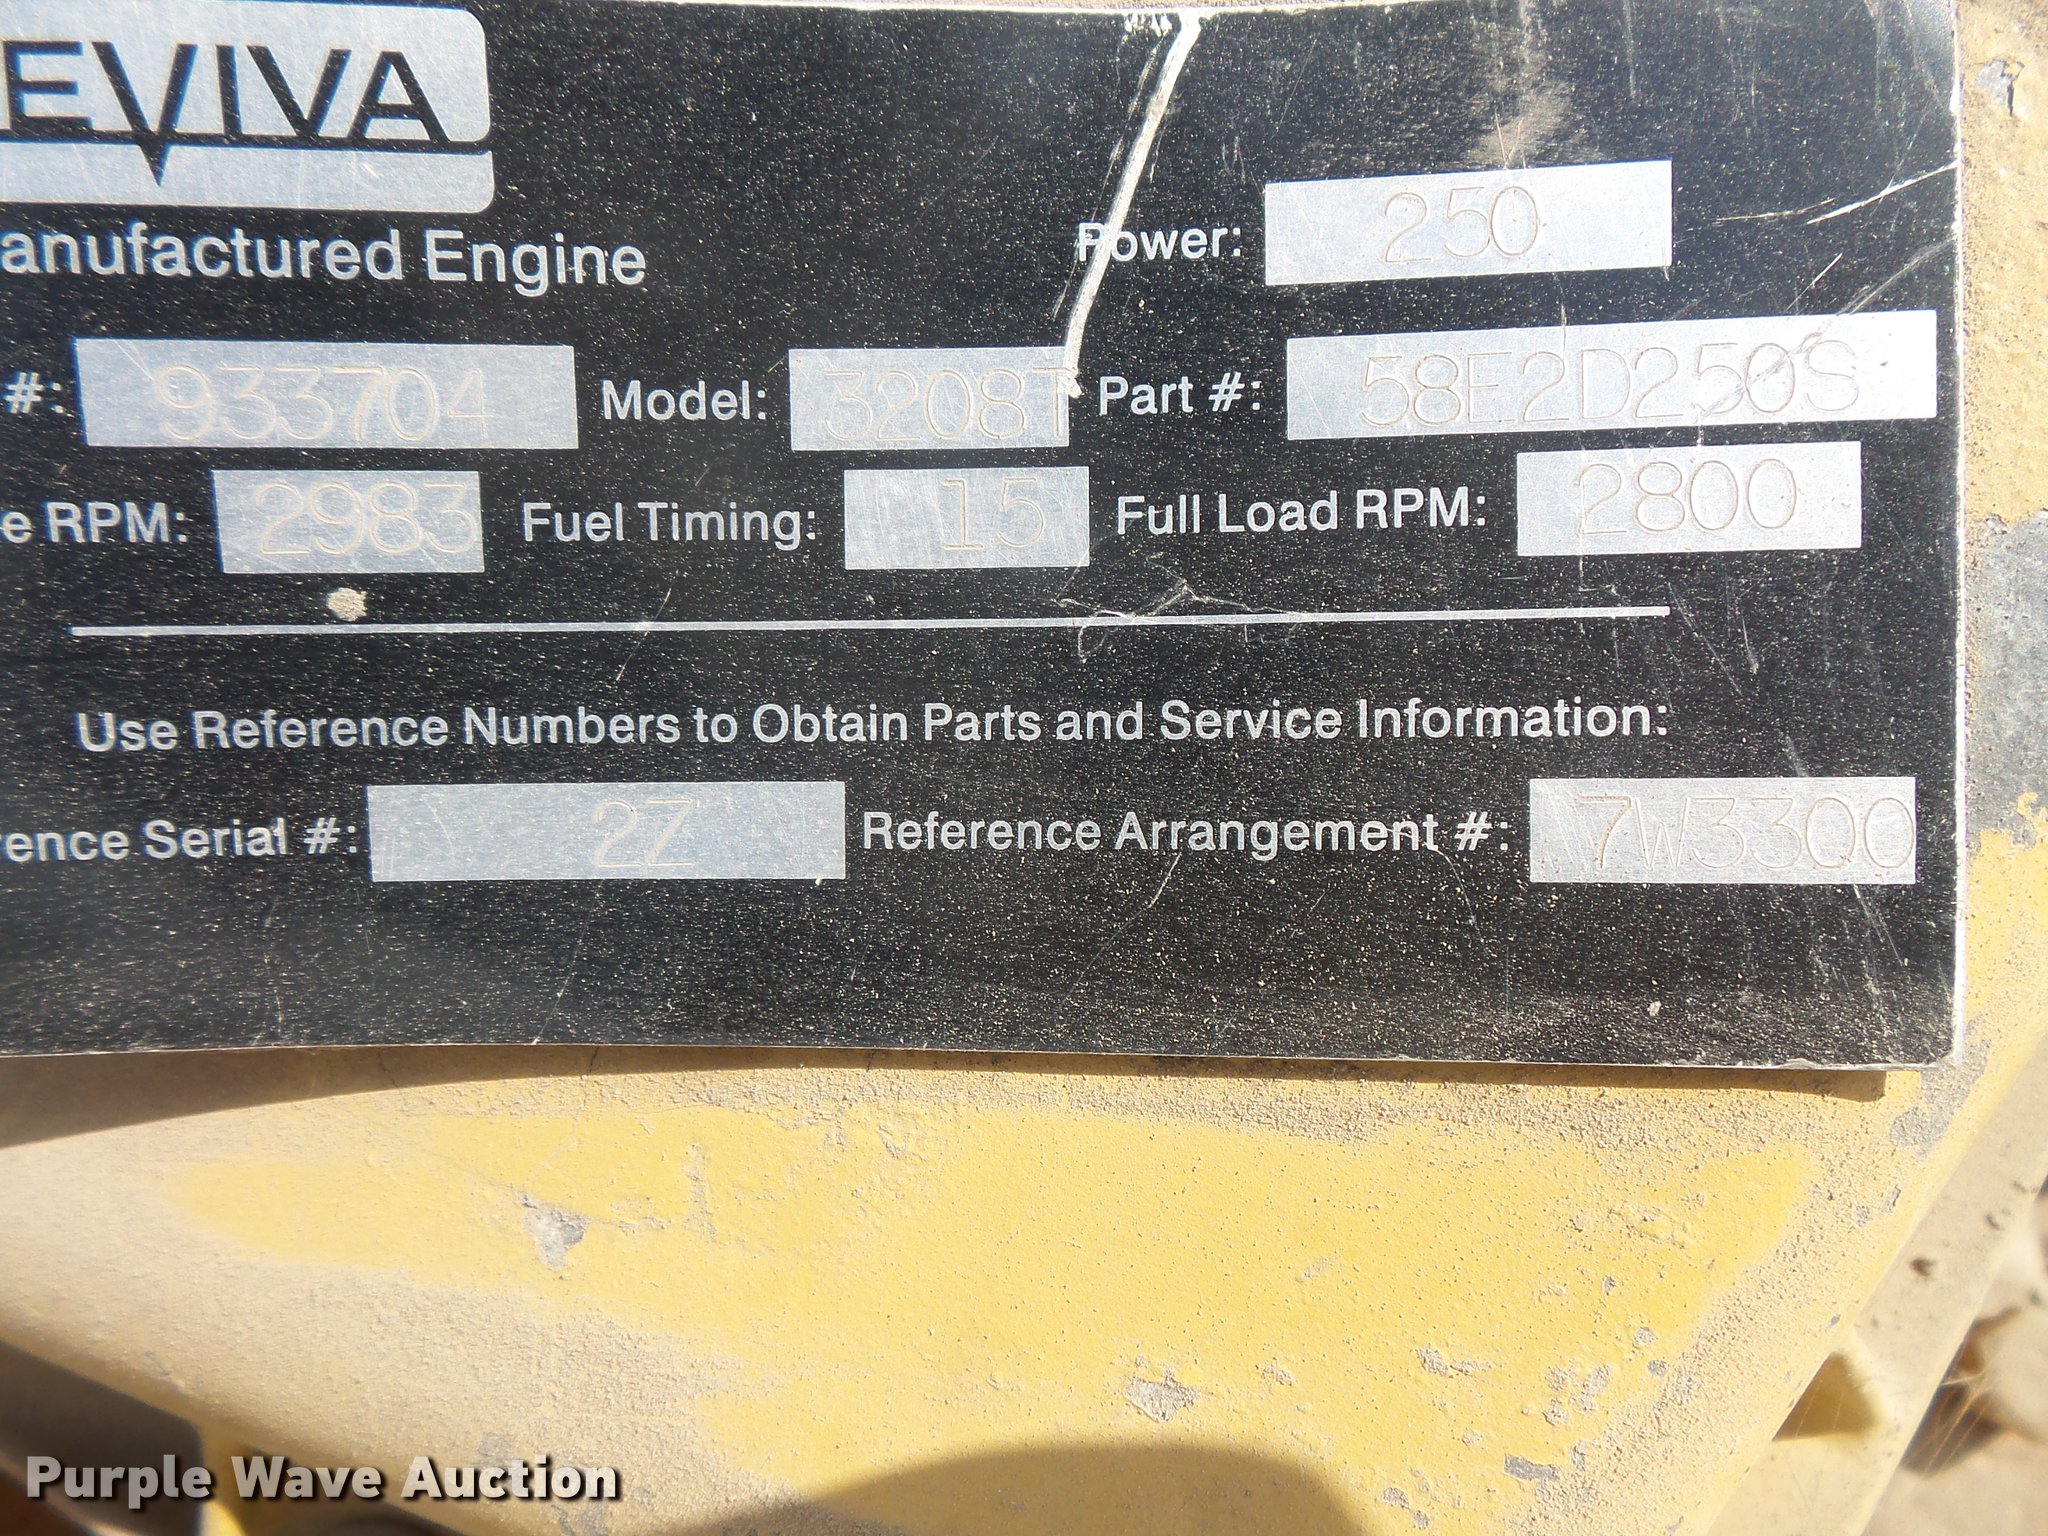 EVIVA
anufactured Engine
Power: 250
#: 933704 Model: 3208T Part #: 58E2D250S
e RPM: 2983 Fuel Timing: 15 Full Load RPM: 2800
Use Reference Numbers to Obtain Parts and Service Information:
rence Serial #: 2Z Reference Arrangement #: 7W3300
Purple Wave Auction